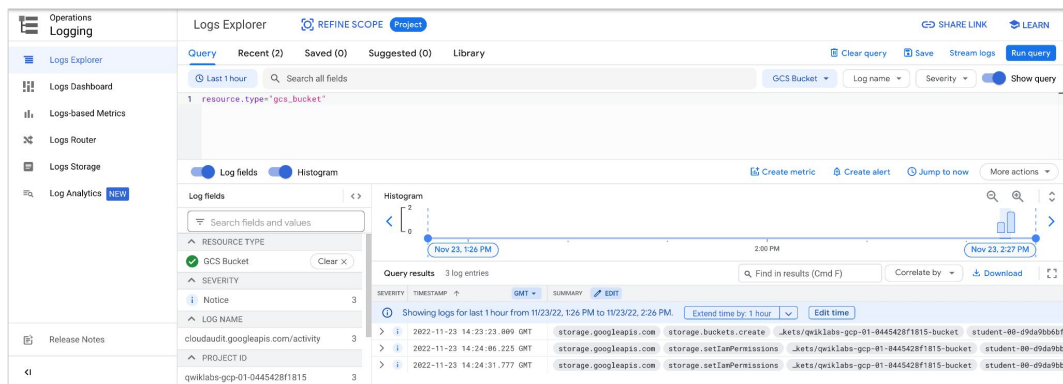 Operations
Logging
Logs Explorer
Logs Dashboard
Logs-based Metrics
Logs Router
Logs Storage
Log Analytics NEW
Release Notes
Logs Explorer REFINE SCOPE Project SHARE LINK LEARN
Query Recent (2) Saved (0) Suggested (0) Library Clear query Save Stream logs Run query
Last 1 hour Search all fields GCS Bucket Log name Severity Show query
1 resource.type="gcs_bucket"
Log fields Histogram Create metric Create alert Jump to now More actions
Log fields
Search fields and values
RESOURCE TYPE
GCS Bucket Clear
SEVERITY
Notice 3
LOG NAME
cloudaudit.googleapis.com/activity 3
PROJECT ID
qwiklabs-gcp-01-0445428f1815 3
Histogram
2
0
Nov 23, 1:26 PM 2:00 PM Nov 23, 2:27 PM
Query results 3 log entries Find in results (Cmd F) Correlate by Download
SEVERITY TIMESTAMP GMT SUMMARY EDIT
Showing logs for last 1 hour from 11/23/22, 1:26 PM to 11/23/22, 2:26 PM. Extend time by: 1 hour Edit time
2022-11-23 14:23:23.009 GMT storage.googleapis.com storage.buckets.create …kets/qwiklabs-gcp-01-0445428f1815-bucket student-00-d9da9bb6bf
2022-11-23 14:24:06.225 GMT storage.googleapis.com storage.setIamPermissions …kets/qwiklabs-gcp-01-0445428f1815-bucket student-00-d9da9bb
2022-11-23 14:24:31.777 GMT storage.googleapis.com storage.setIamPermissions …kets/qwiklabs-gcp-01-0445428f1815-bucket student-00-d9da9bb